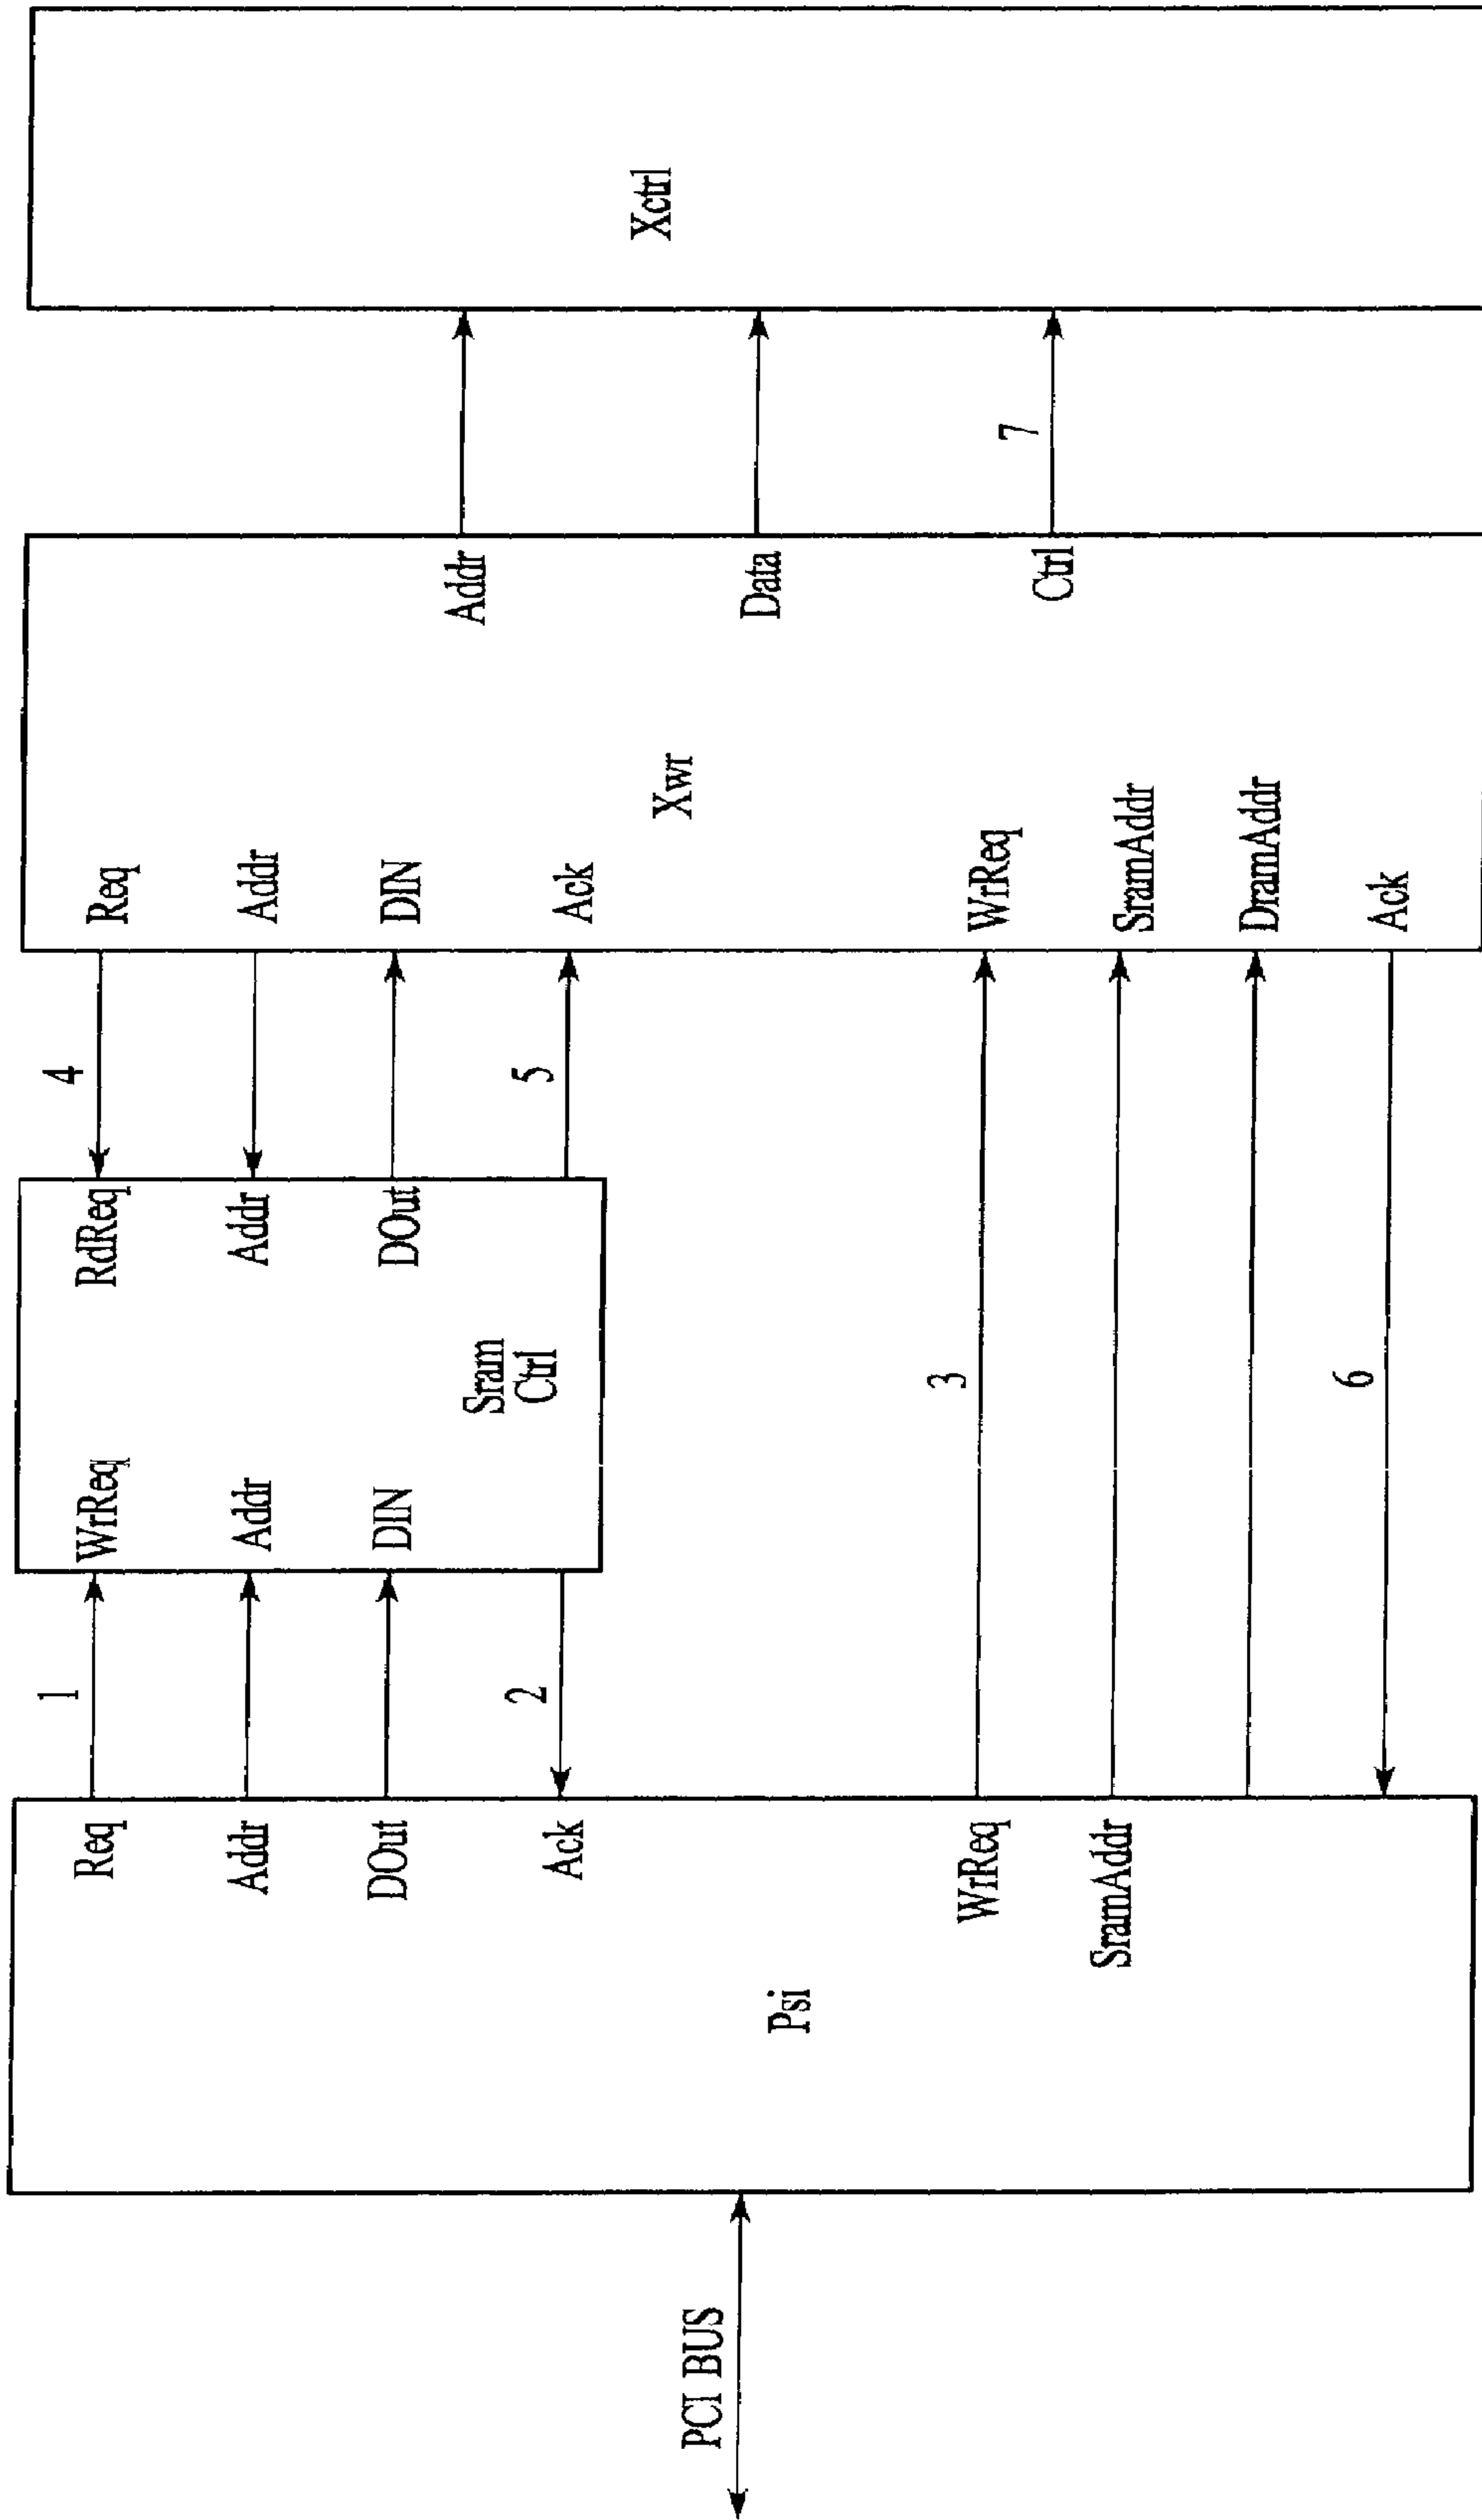 PCI BUS
Psi
Req
Addr
DOut
Ack
WrReq
SramAddr
1
2
WrReq
Addr
DIN
Sram
Ctrl
RdReq
Addr
DOut
4
5
3
6
Req
Addr
DIN
Ack
Xwr
WrReq
SramAddr
DramAddr
Ack
Addr
Data
Ctrl
7
Xctrl